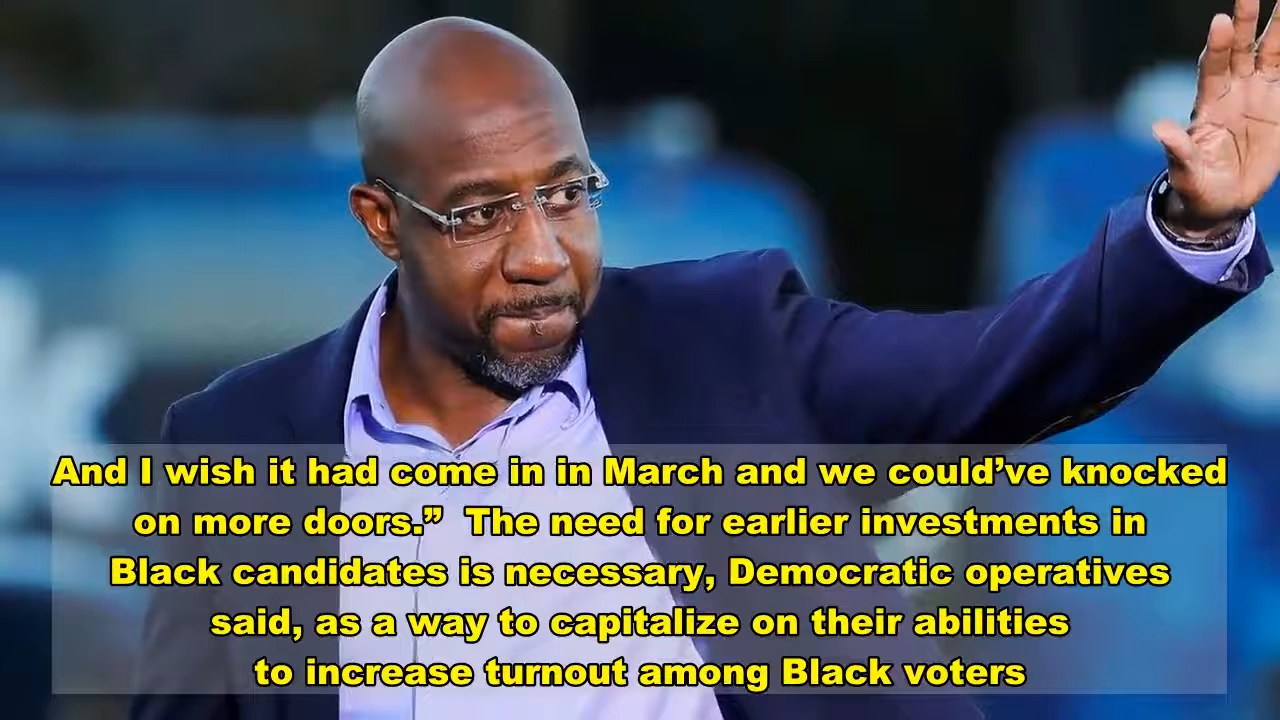 And I wish it had come in in March and we could’ve knocked
on more doors.”  The need for earlier investments in
Black candidates is necessary, Democratic operatives
said, as a way to capitalize on their abilities
to increase turnout among Black voters